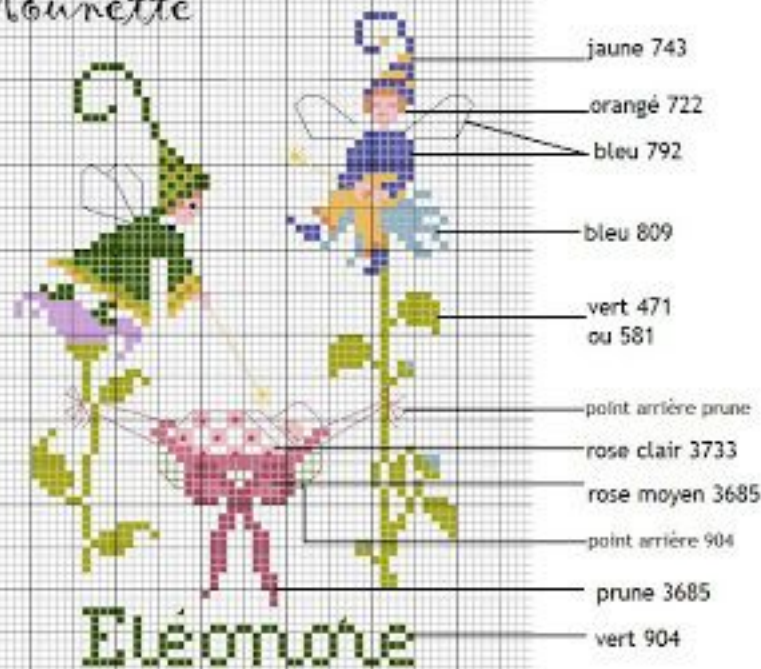 jaune 743
orangé 722
bleu 792
bleu 809
vert 471
ou 581
point arrière prune
rose clair 3733
rose moyen 3685
point arrière 904
prune 3685
vert 904
Eléonore